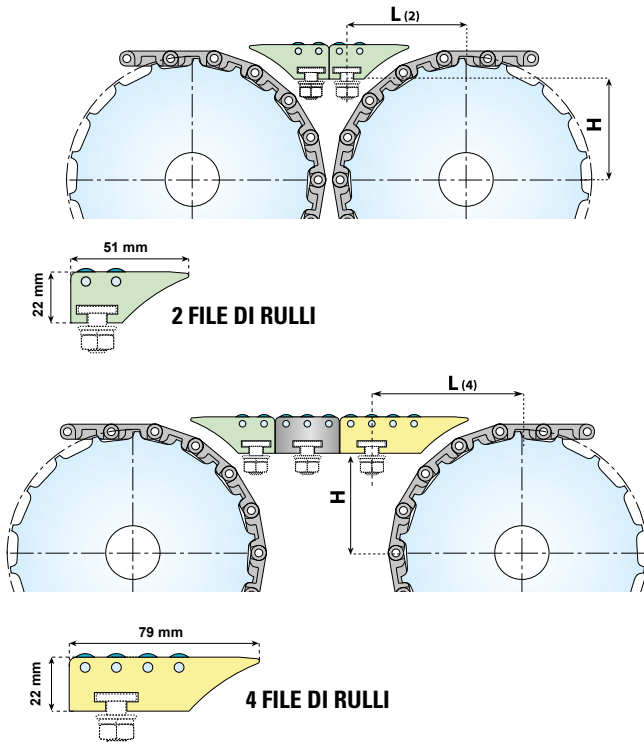 L (2)
H
51 mm
22 mm
2 FILE DI RULLI
L (4)
H
79 mm
22 mm
4 FILE DI RULLI